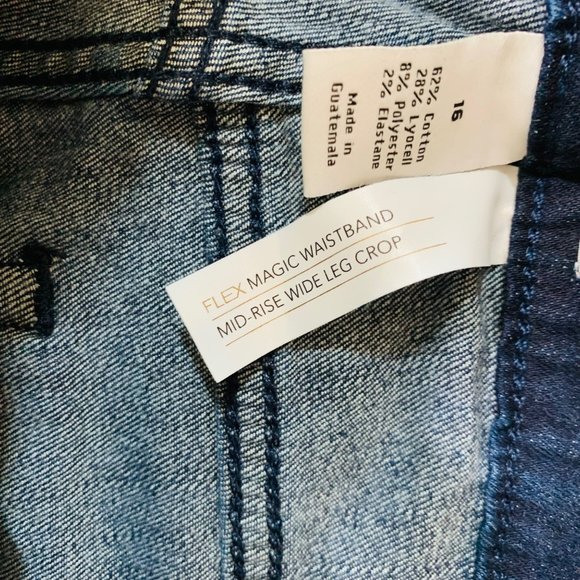 16
62% Cotton
28% Lyocell
8% Polyester
2% Elastane
Made in
Guatemala
FLEX MAGIC WAISTBAND
MID-RISE WIDE LEG CROP